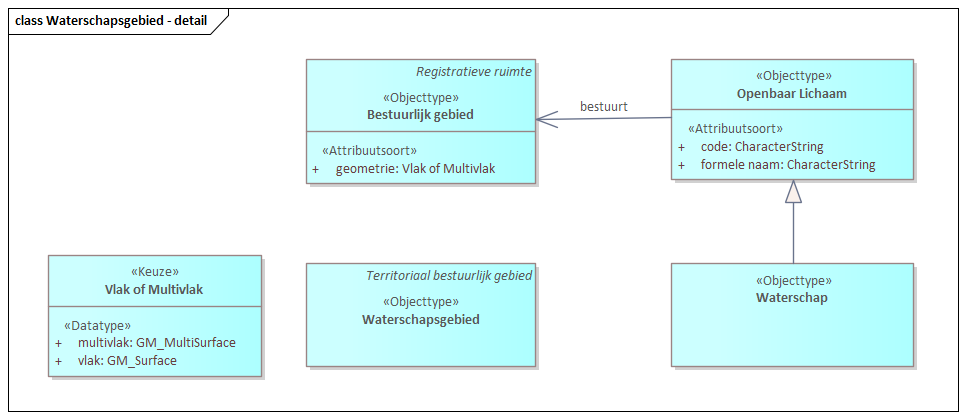 class Waterschapsgebied - detail
Registratieve ruimte
«Objecttype»
Bestuurlijk gebied
«Attribuutsoort»
+ geometrie: Vlak of Multivlak
bestuurt
«Objecttype»
Openbaar Lichaam
«Attribuutsoort»
+ code: CharacterString
+ formele naam: CharacterString
«Keuze»
Vlak of Multivlak
«Datatype»
+ multivlak: GM_MultiSurface
+ vlak: GM_Surface
Territoriaal bestuurlijk gebied
«Objecttype»
Waterschapsgebied
«Objecttype»
Waterschap